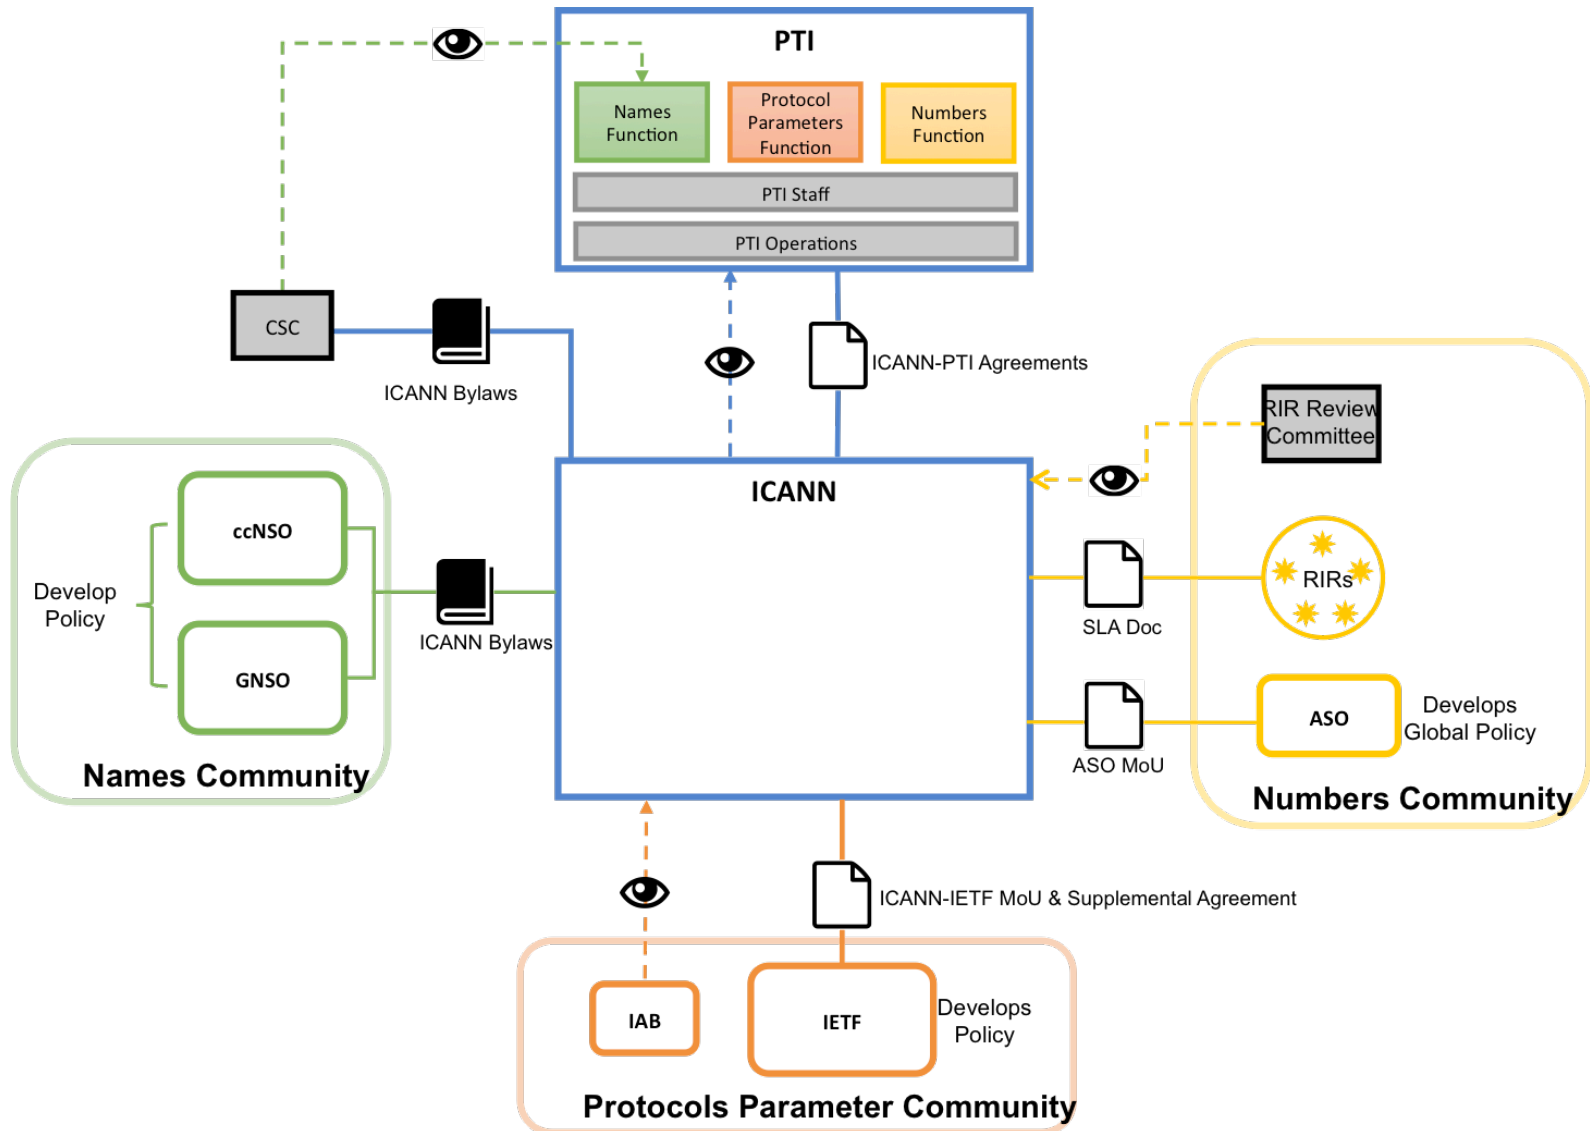 PTI
Names
Function
Protocol
Parameters
Function
Numbers
Function
PTI Staff
PTI Operations
CSC
ICANN Bylaws
ICANN-PTI Agreements
RIR Review
Committee
ICANN
ccNSO
Develop
Policy
GNSO
ICANN Bylaws
Names Community
SLA Doc
RIRs
ASO MoU
ASO
Develops
Global Policy
Numbers Community
ICANN-IETF MoU & Supplemental Agreement
IAB
IETF
Develops
Policy
Protocols Parameter Community